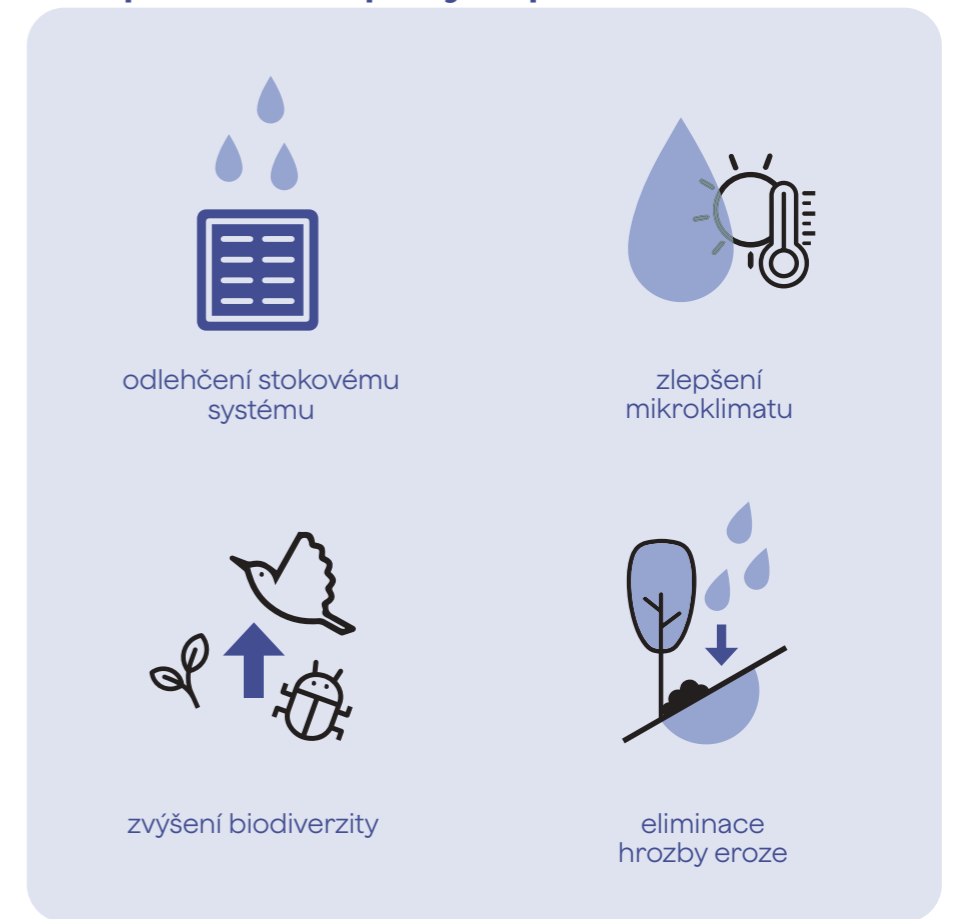 odlehčení stokovému
systému
zlepšení
mikroklimatu
zvýšení biodiverzity
eliminace
hrozby eroze